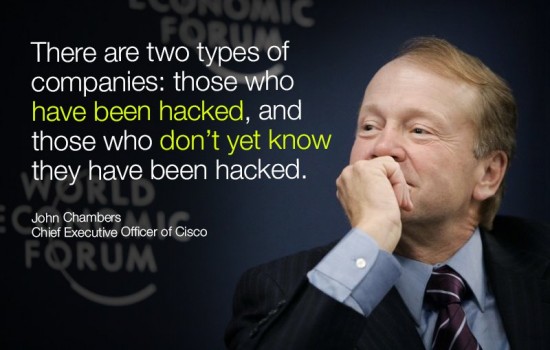 ECONOMIC
FORUM
There are two types of
companies: those who
have been hacked, and
those who don't yet know
they have been hacked.
WORLD
ECONOMIC
FORUM
John Chambers
Chief Executive Officer of Cisco